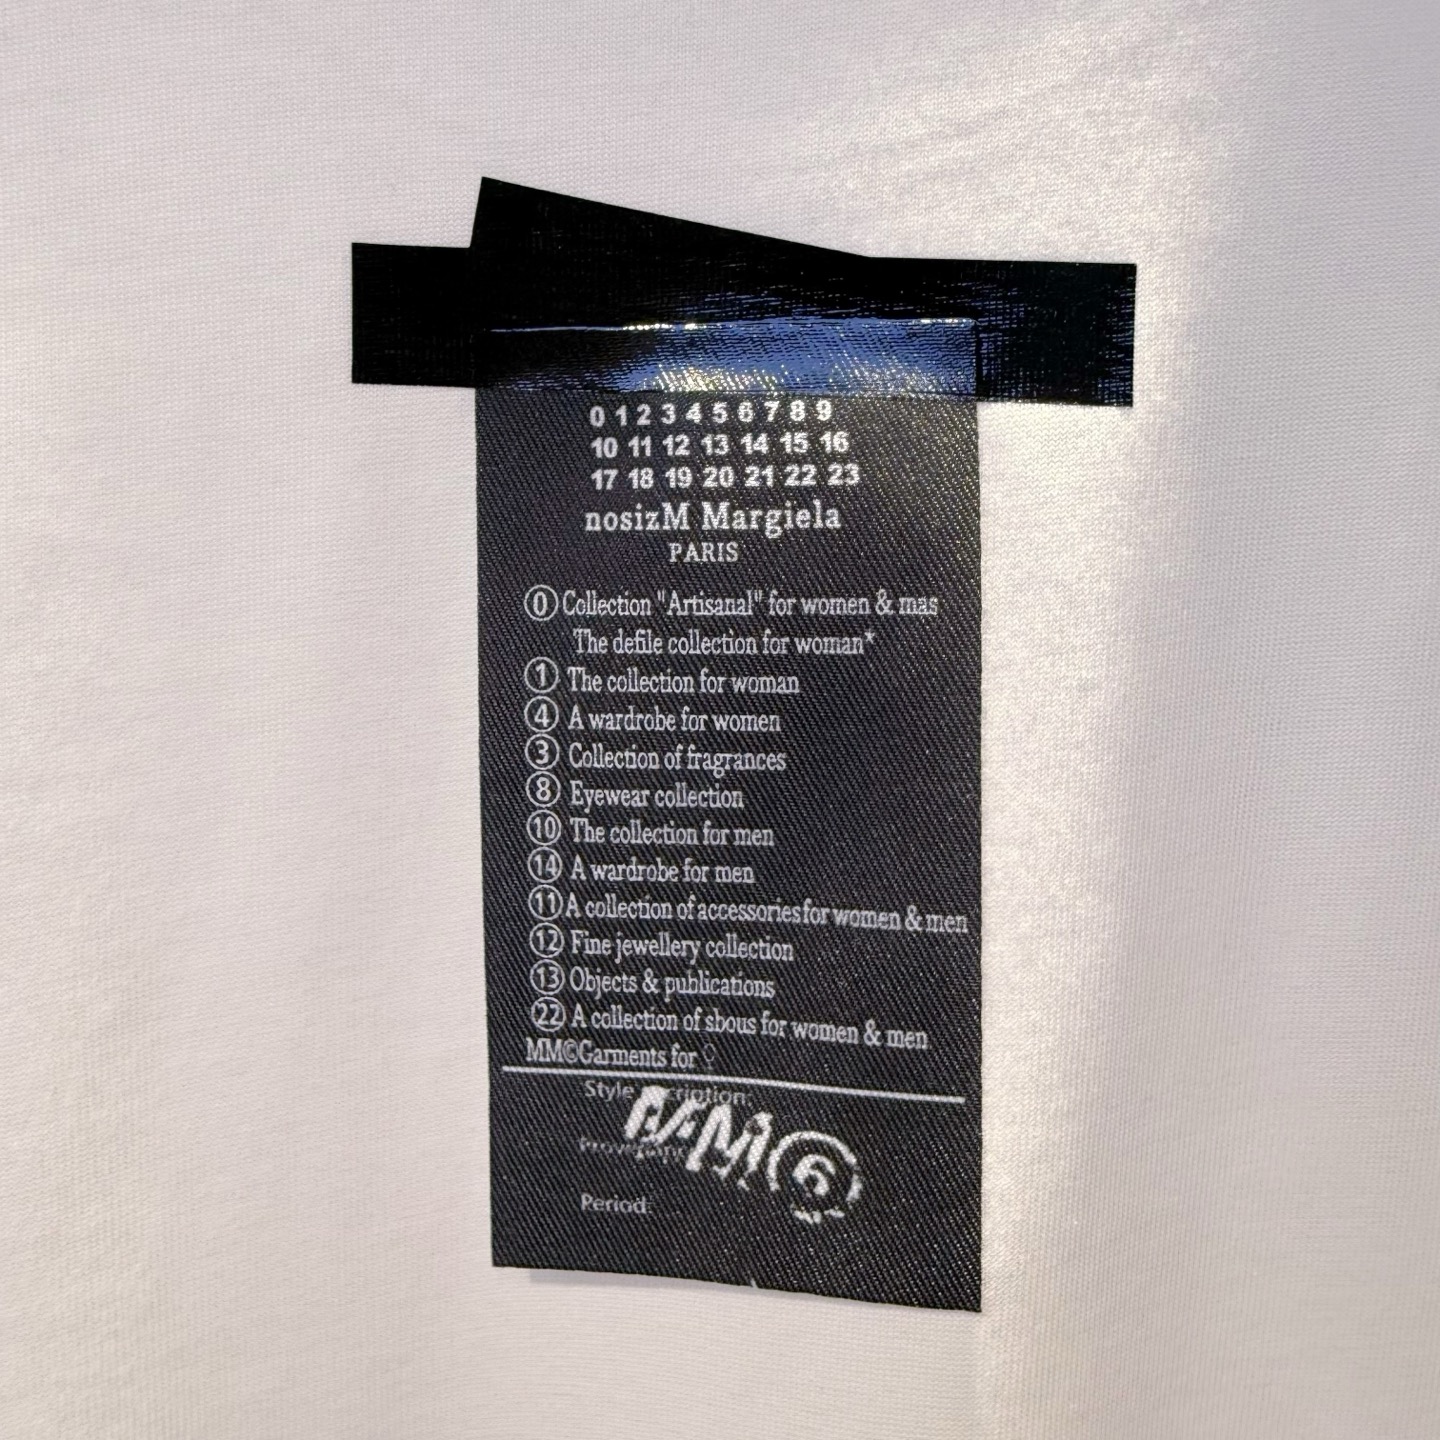 0 1 2 3 4 5 6 7 8 9
10 11 12 13 14 15 16
17 18 19 20 21 22 23
nosizM Margiela
PARIS
0 Collection "Artisanal" for women & mas
The defile collection for woman*
1 The collection for woman
4 A wardrobe for women
3 Collection of fragrances
8 Eyewear collection
10 The collection for men
14 A wardrobe for men
11 A collection of accessories for women & men
12 Fine jewellery collection
13 Objects & publications
22 A collection of sbous for women & men
MM©Garments for
Style
6
Period: